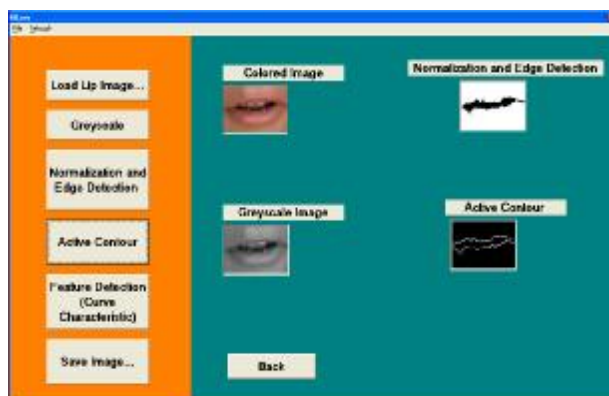 Load Lip Image...
Greyscale
Normalization and
Edge Detection
Active Contour
Feature Detection
(Curve
Characteristic)
Save Image...
Colored Image
Normalization and Edge Detection
Greyscale Image
Active Contour
Back